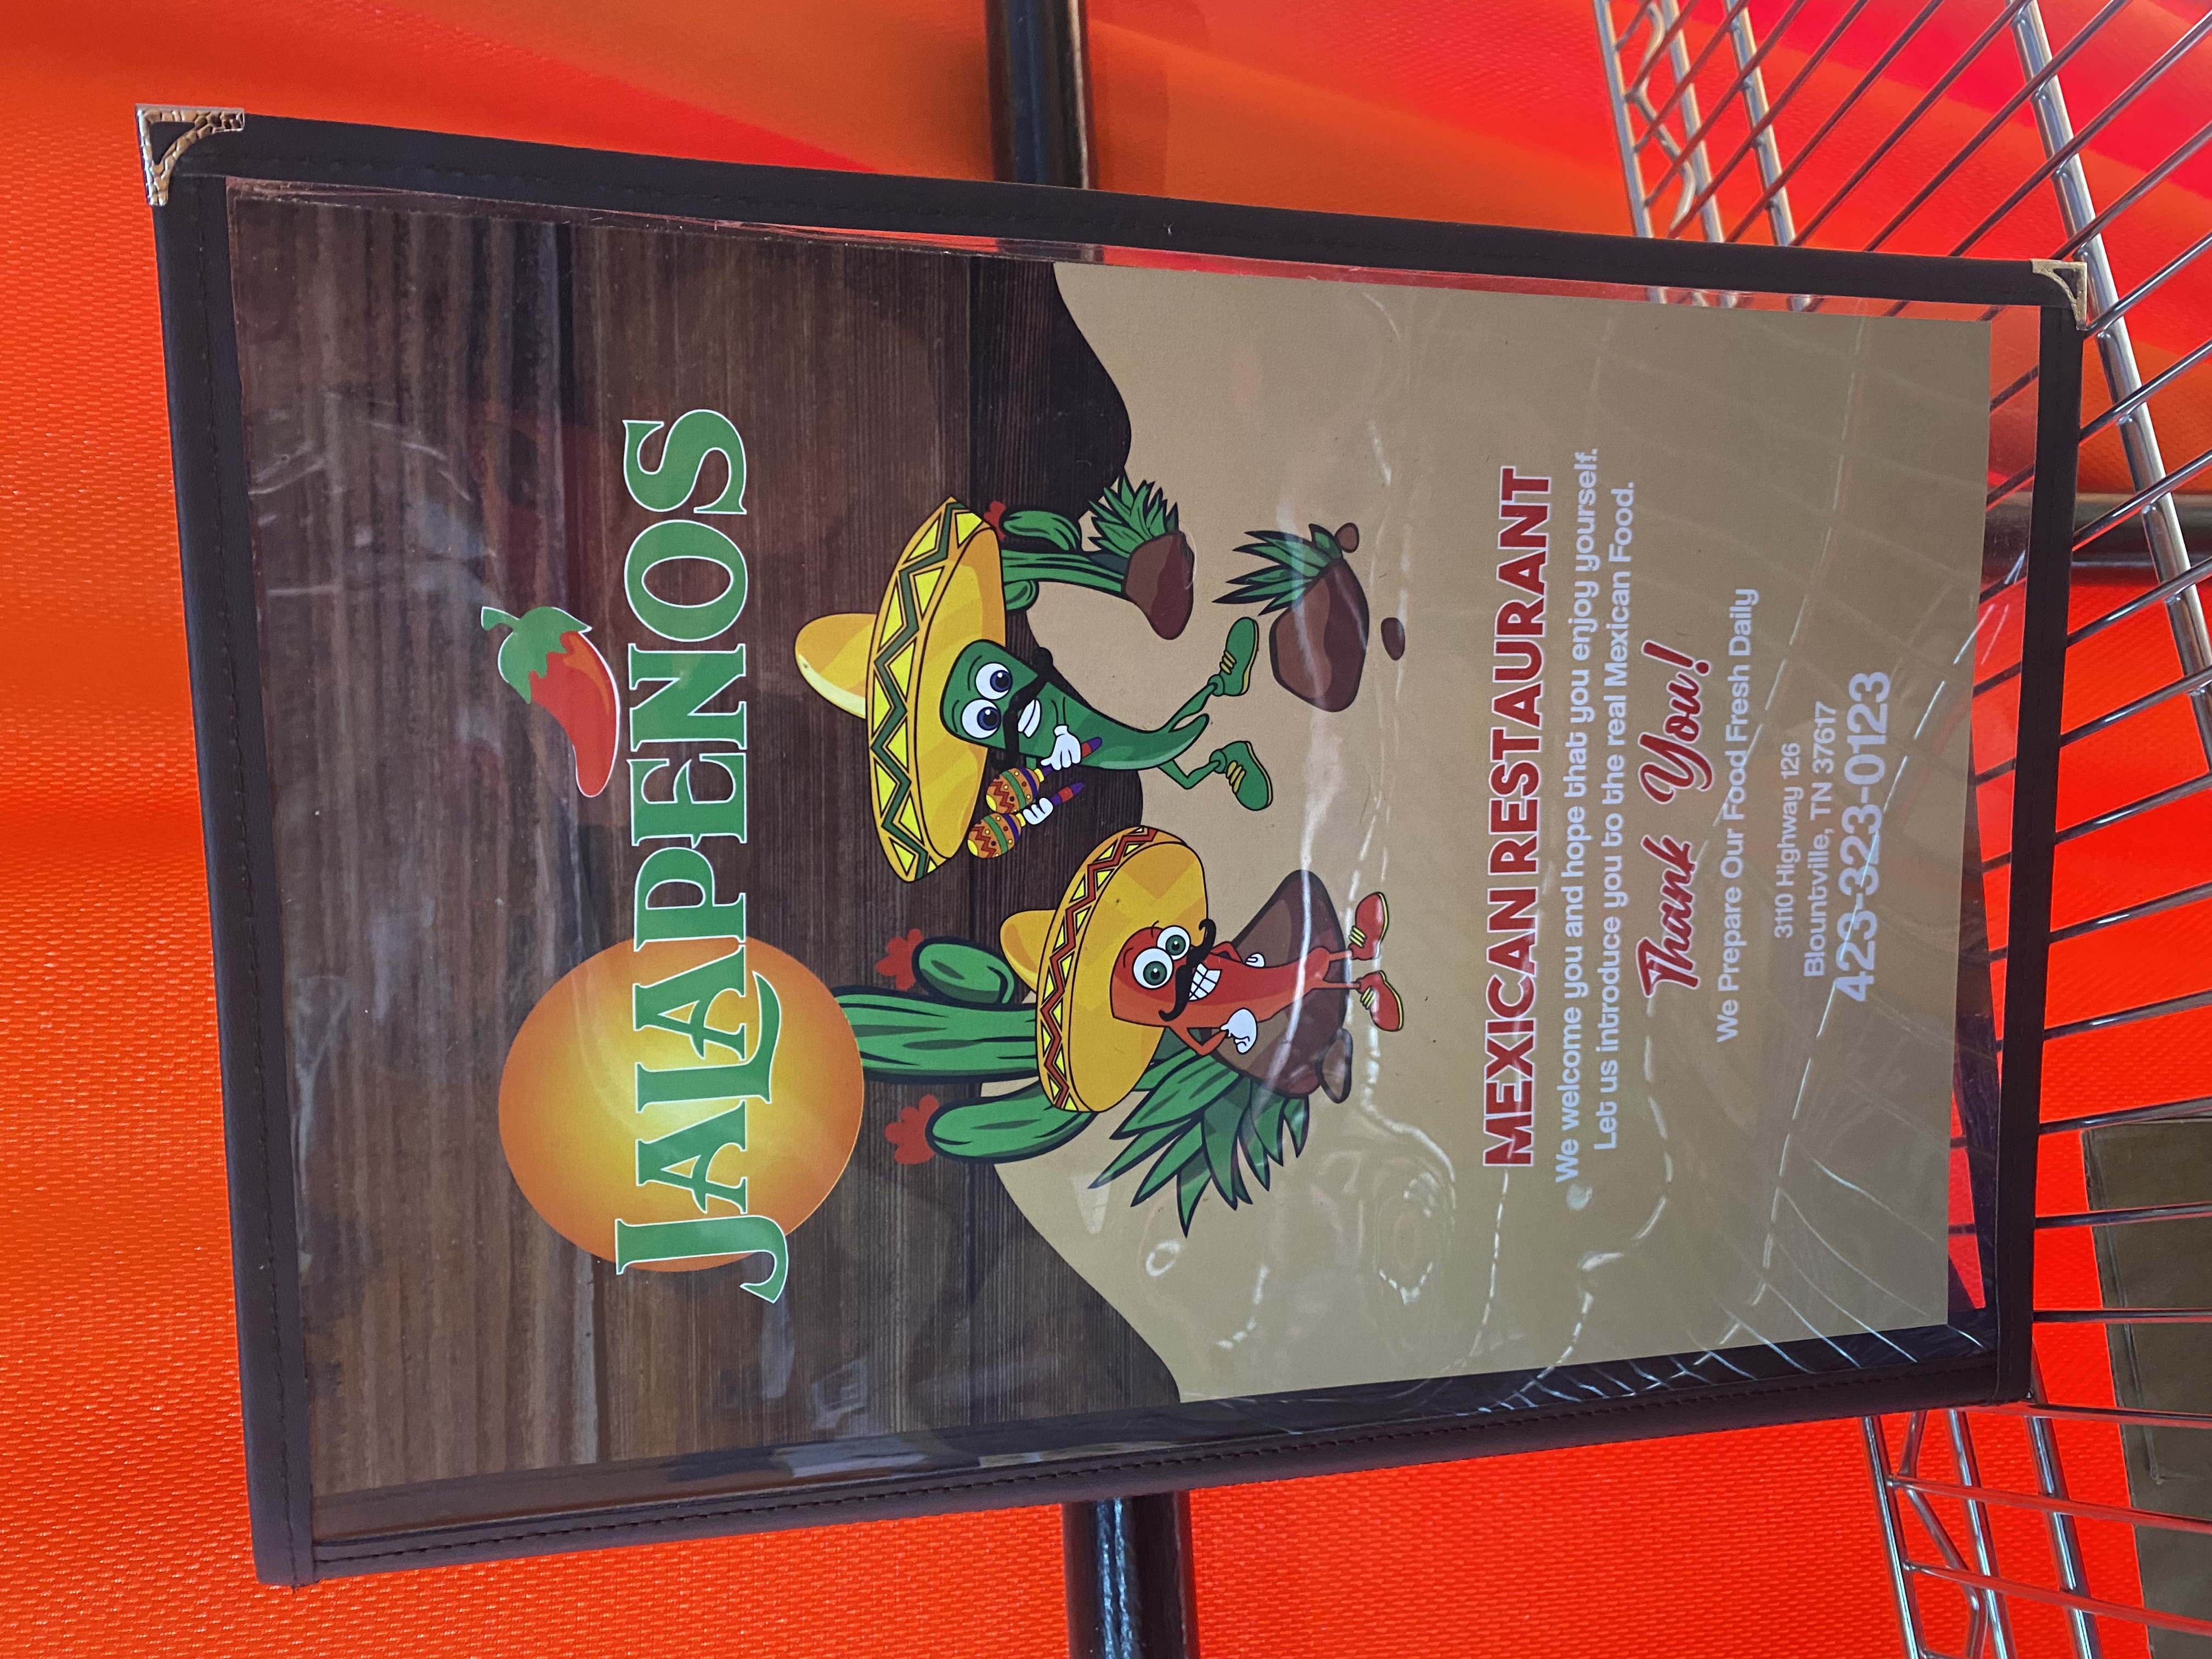 JALAPENOS
MEXICAN RESTAURANT
We welcome you and hope that you enjoy yourself.
Let us introduce you to the real Mexican Food.
Thank You!
We Prepare Our Food Fresh Daily
3110 Highway 126
Blountville, TN 37617
423-323-0123